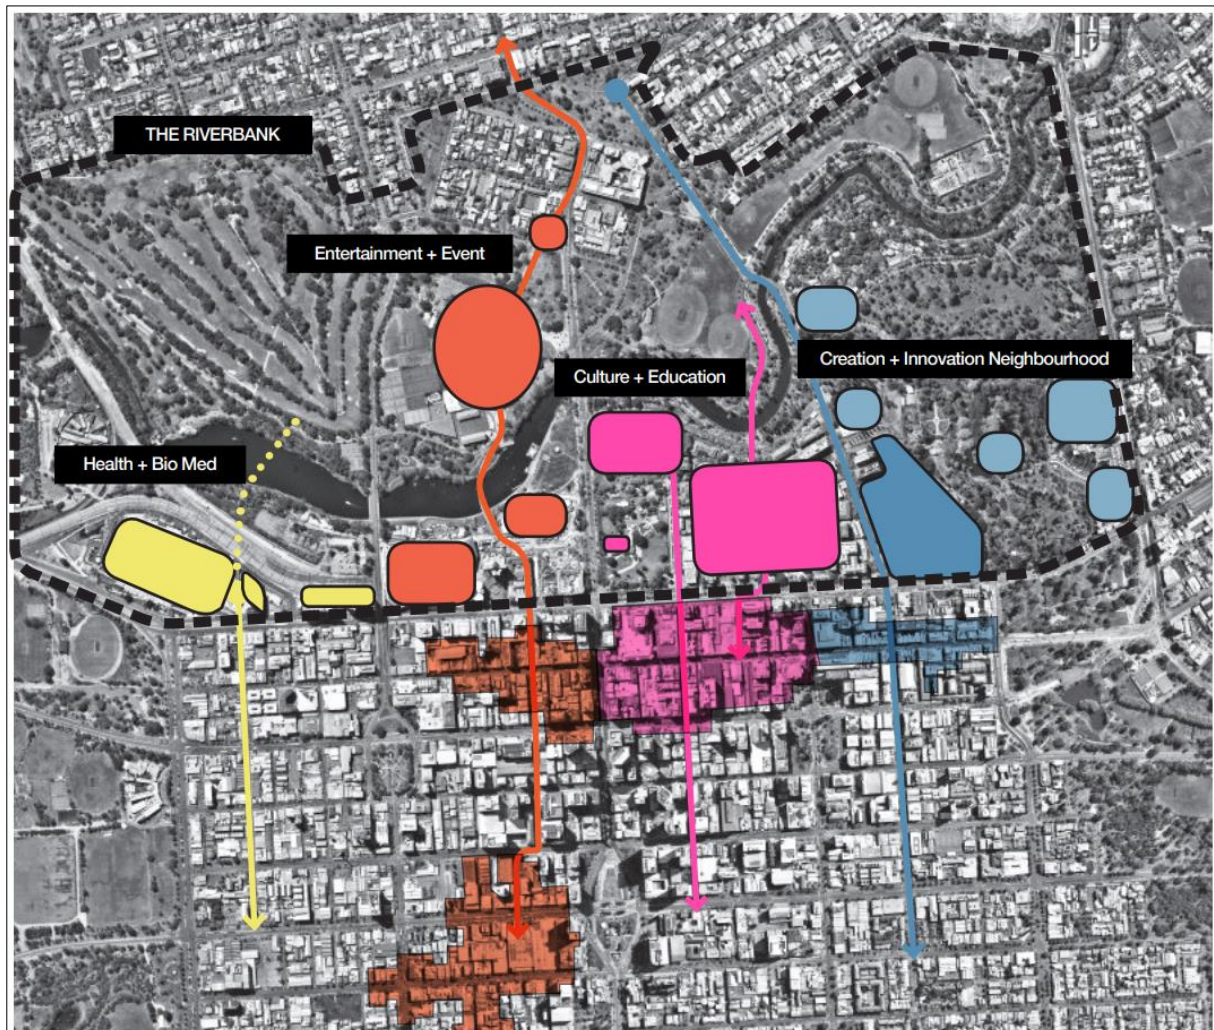 THE RIVERBANK
Entertainment + Event
Culture + Education
Creation + Innovation Neighbourhood
Health + Bio Med